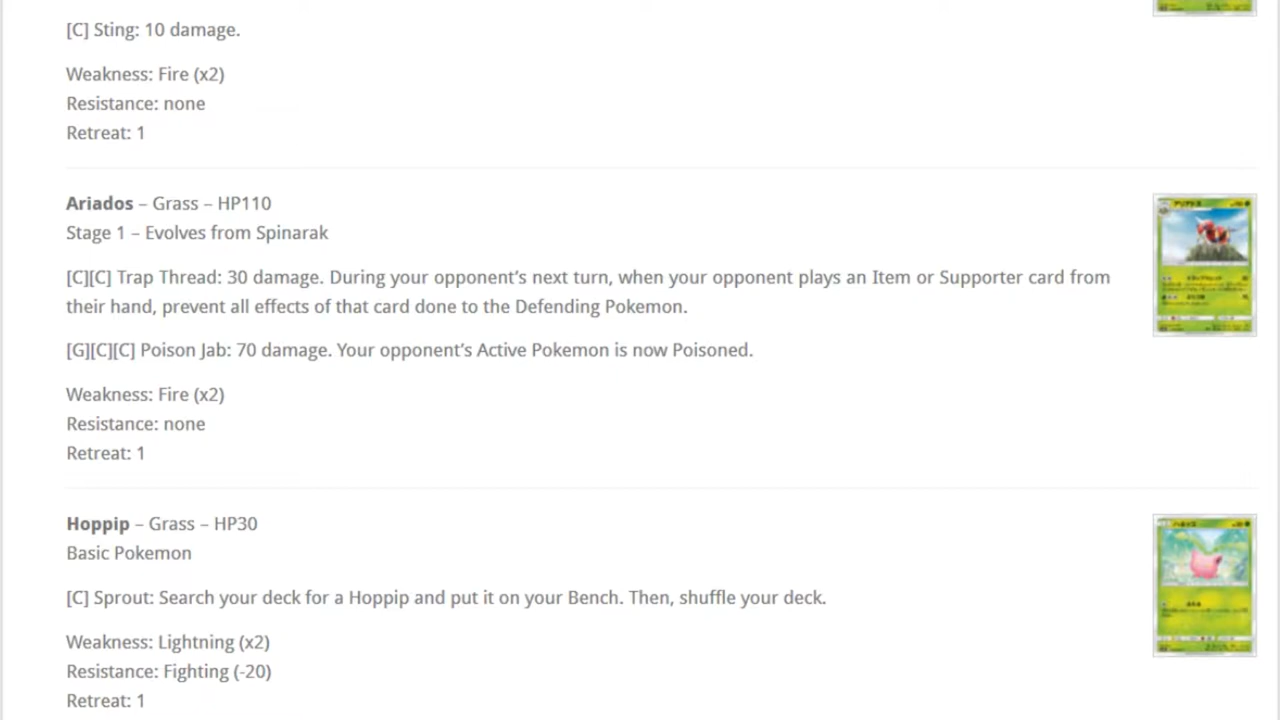 [C] Sting: 10 damage.
Weakness: Fire (x2)
Resistance: none
Retreat: 1
Ariados – Grass – HP110
Stage 1 – Evolves from Spinarak
[C][C] Trap Thread: 30 damage. During your opponent’s next turn, when your opponent plays an Item or Supporter card from
their hand, prevent all effects of that card done to the Defending Pokemon.
[G][C][C] Poison Jab: 70 damage. Your opponent’s Active Pokemon is now Poisoned.
Weakness: Fire (x2)
Resistance: none
Retreat: 1
Hoppip – Grass – HP30
Basic Pokemon
[C] Sprout: Search your deck for a Hoppip and put it on your Bench. Then, shuffle your deck.
Weakness: Lightning (x2)
Resistance: Fighting (-20)
Retreat: 1